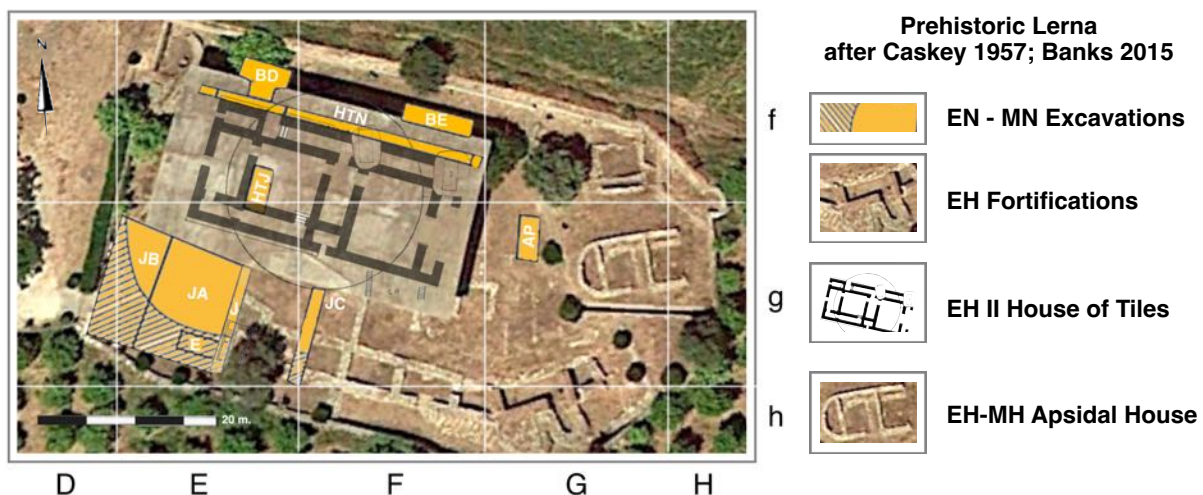 N
BD
HTN
BE
HTJ
AP
JB
JA
J
JC
E
20 m.
f
g
h
D E F G H
Prehistoric Lerna
after Caskey 1957; Banks 2015
EN - MN Excavations
EH Fortifications
EH II House of Tiles
EH-MH Apsidal House